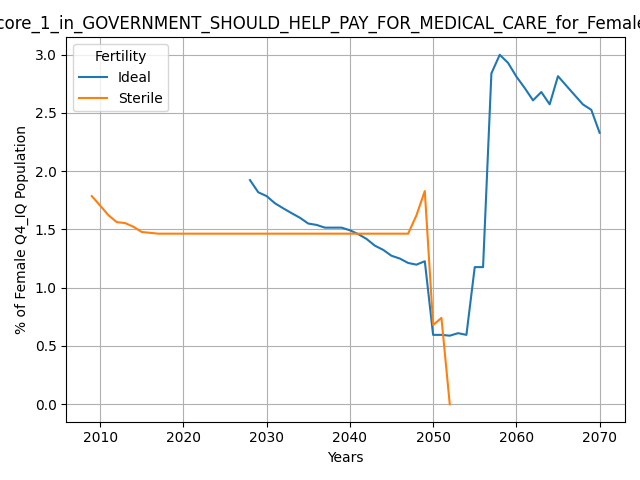 core_1_in_GOVERNMENT_SHOULD_HELP_PAY_FOR_MEDICAL_CARE_for_Female
Fertility
Ideal
Sterile
% of Female Q4_IQ Population
3.0
2.5
2.0
1.5
1.0
0.5
0.0
2010 2020 2030 2040 2050 2060 2070
Years